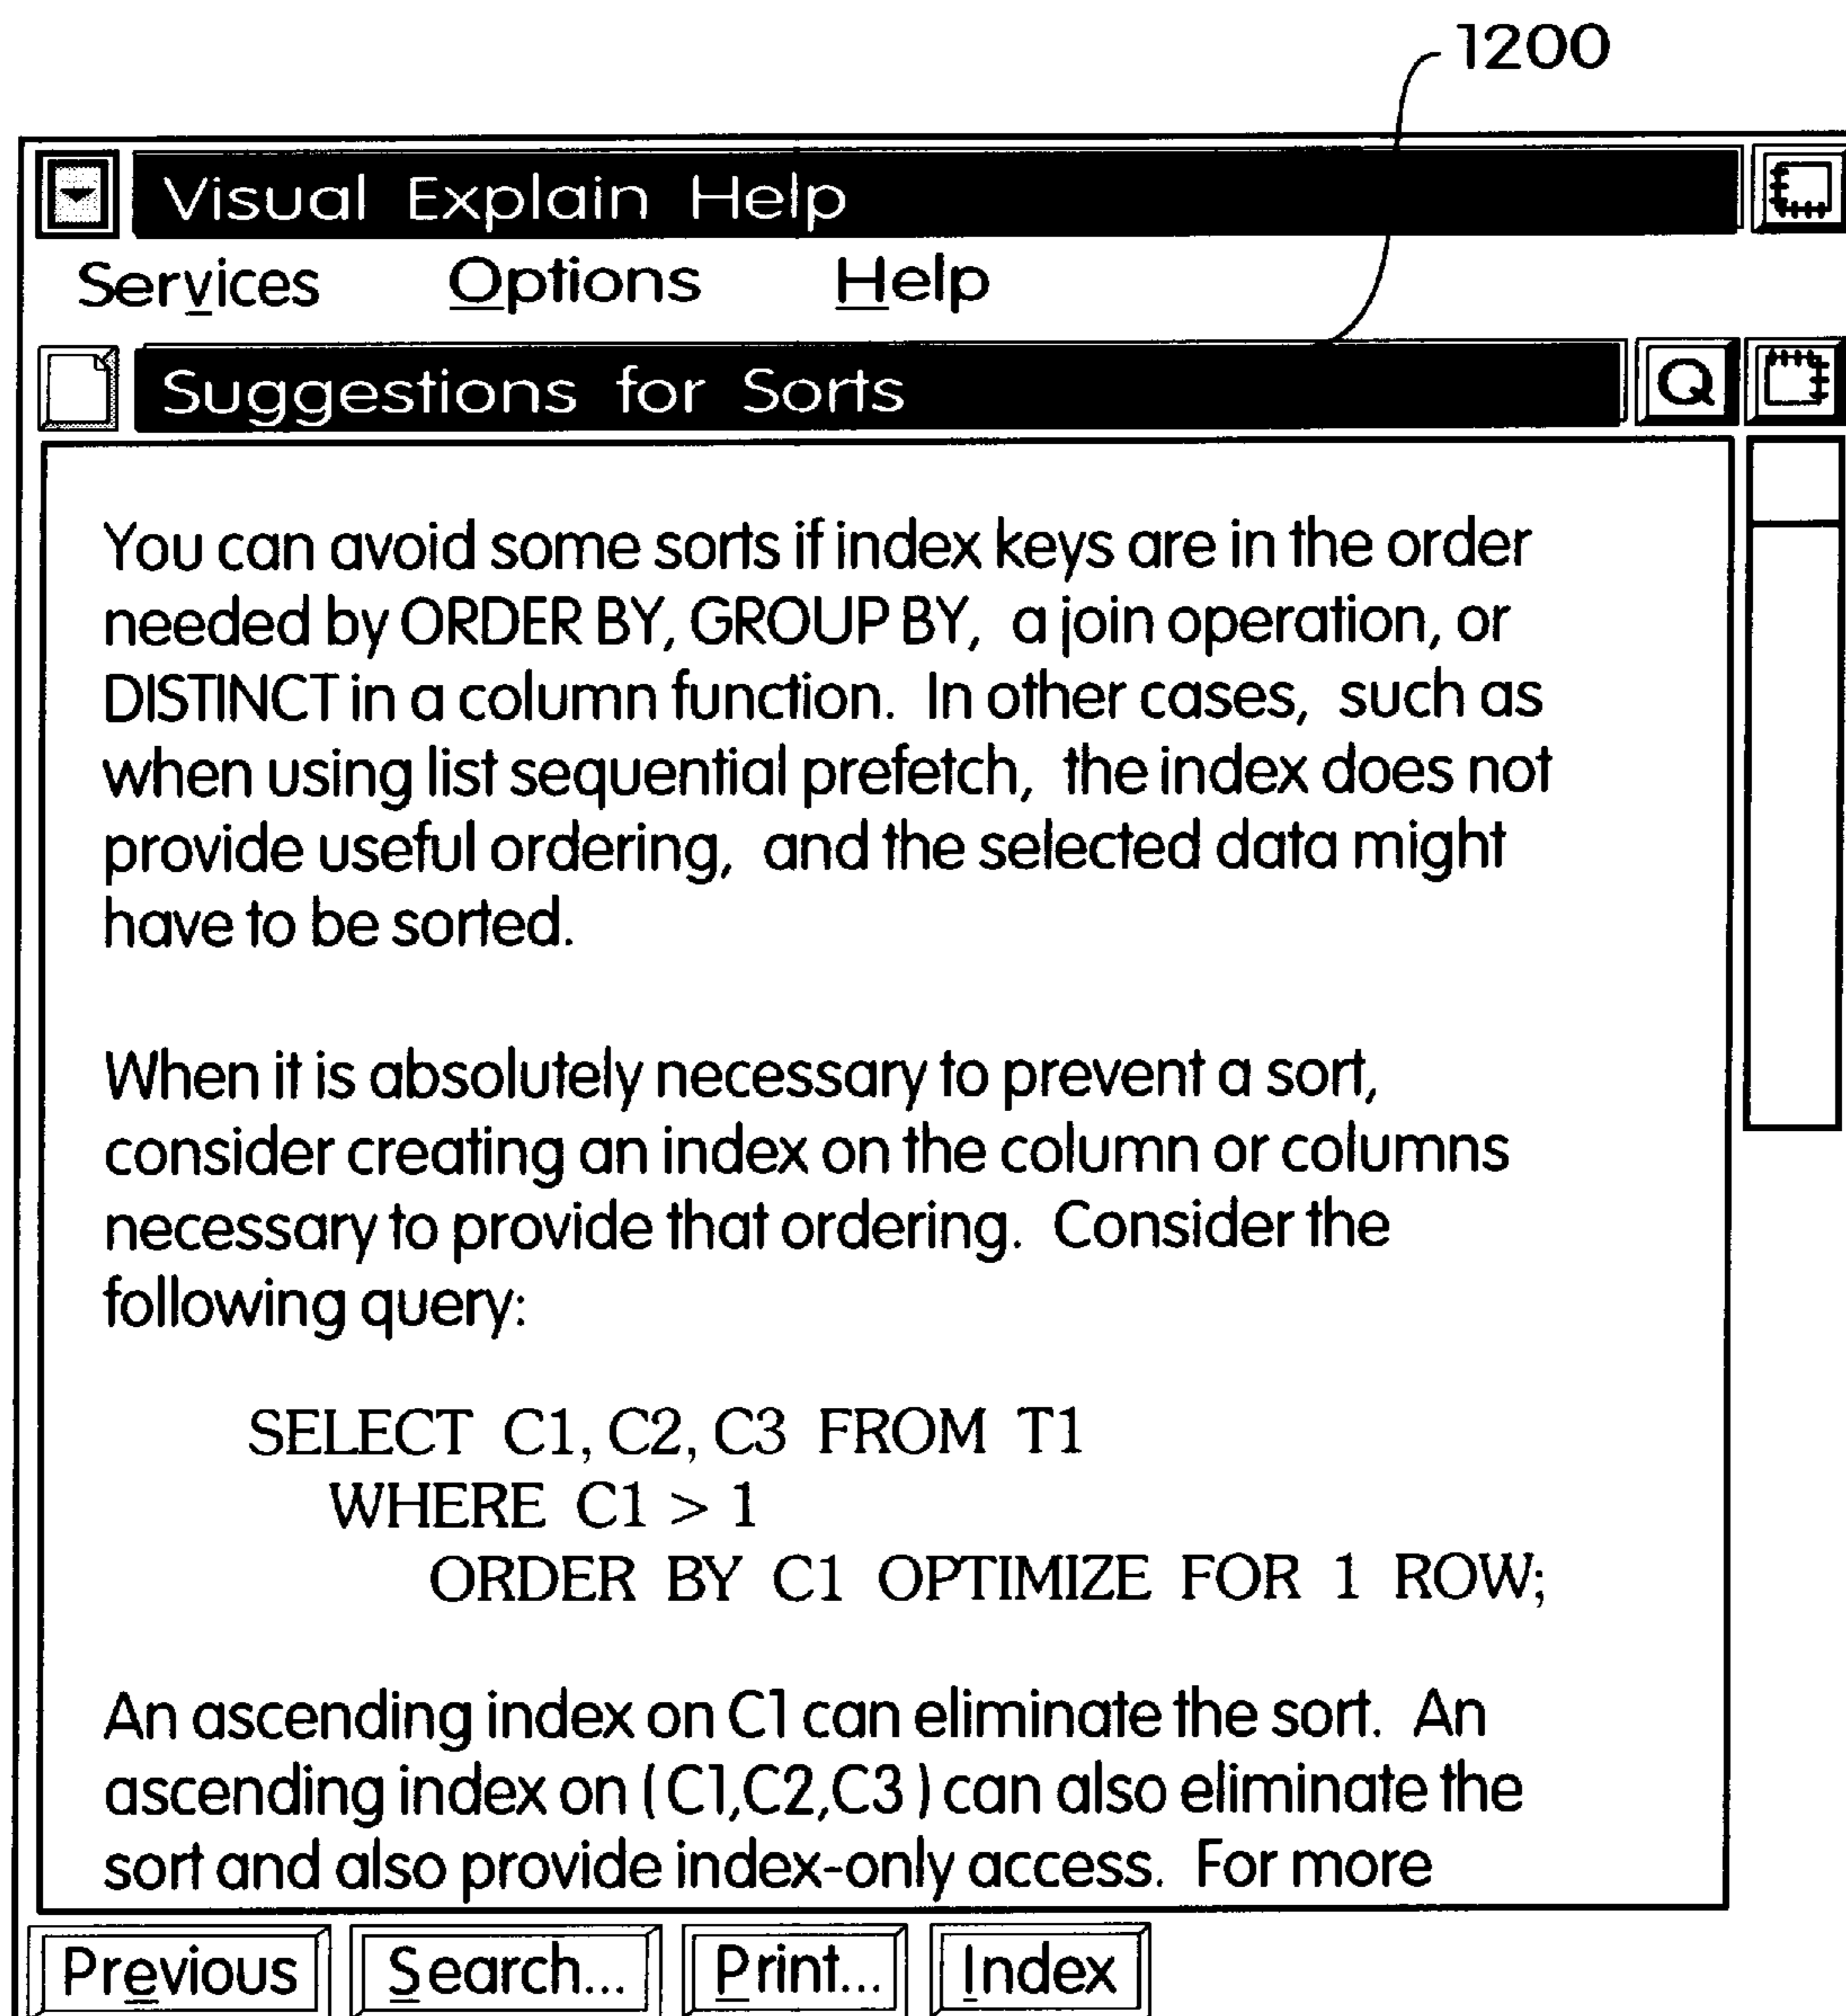 1200
Visual Explain Help
Services Options Help
Suggestions for Sorts Q
You can avoid some sorts if index keys are in the order
needed by ORDER BY, GROUP BY, a join operation, or
DISTINCT in a column function. In other cases, such as
when using list sequential prefetch, the index does not
provide useful ordering, and the selected data might
have to be sorted.
When it is absolutely necessary to prevent a sort,
consider creating an index on the column or columns
necessary to provide that ordering. Consider the
following query:
SELECT C1, C2, C3 FROM T1
WHERE C1 > 1
ORDER BY C1 OPTIMIZE FOR 1 ROW;
An ascending index on C1 can eliminate the sort. An
ascending index on (C1,C2,C3) can also eliminate the
sort and also provide index-only access. For more
Previous Search... Print... Index